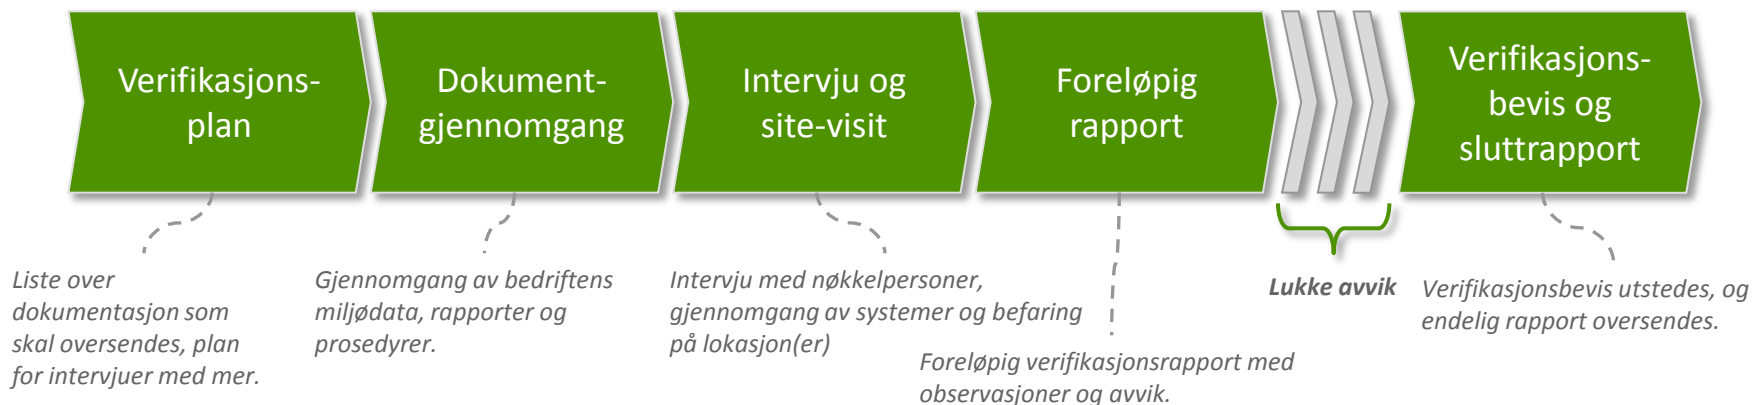 Verifikasjons-
plan
Dokument-
gjennomgang
Intervju og
site-visit
Foreløpig
rapport
Verifikasjons-
bevis og
sluttrapport
Liste over
dokumentasjon som
skal oversendes, plan
for intervjuer med mer.
Gjennomgang av bedriftens
miljødata, rapporter og
prosedyrer.
Intervju med nøkkelpersoner,
gjennomgang av systemer og befaring
på lokasjon(er)
Foreløpig verifikasjonsrapport med
observasjoner og avvik.
Lukke avvik
Verifikasjonsbevis utstedes, og
endelig rapport oversendes.